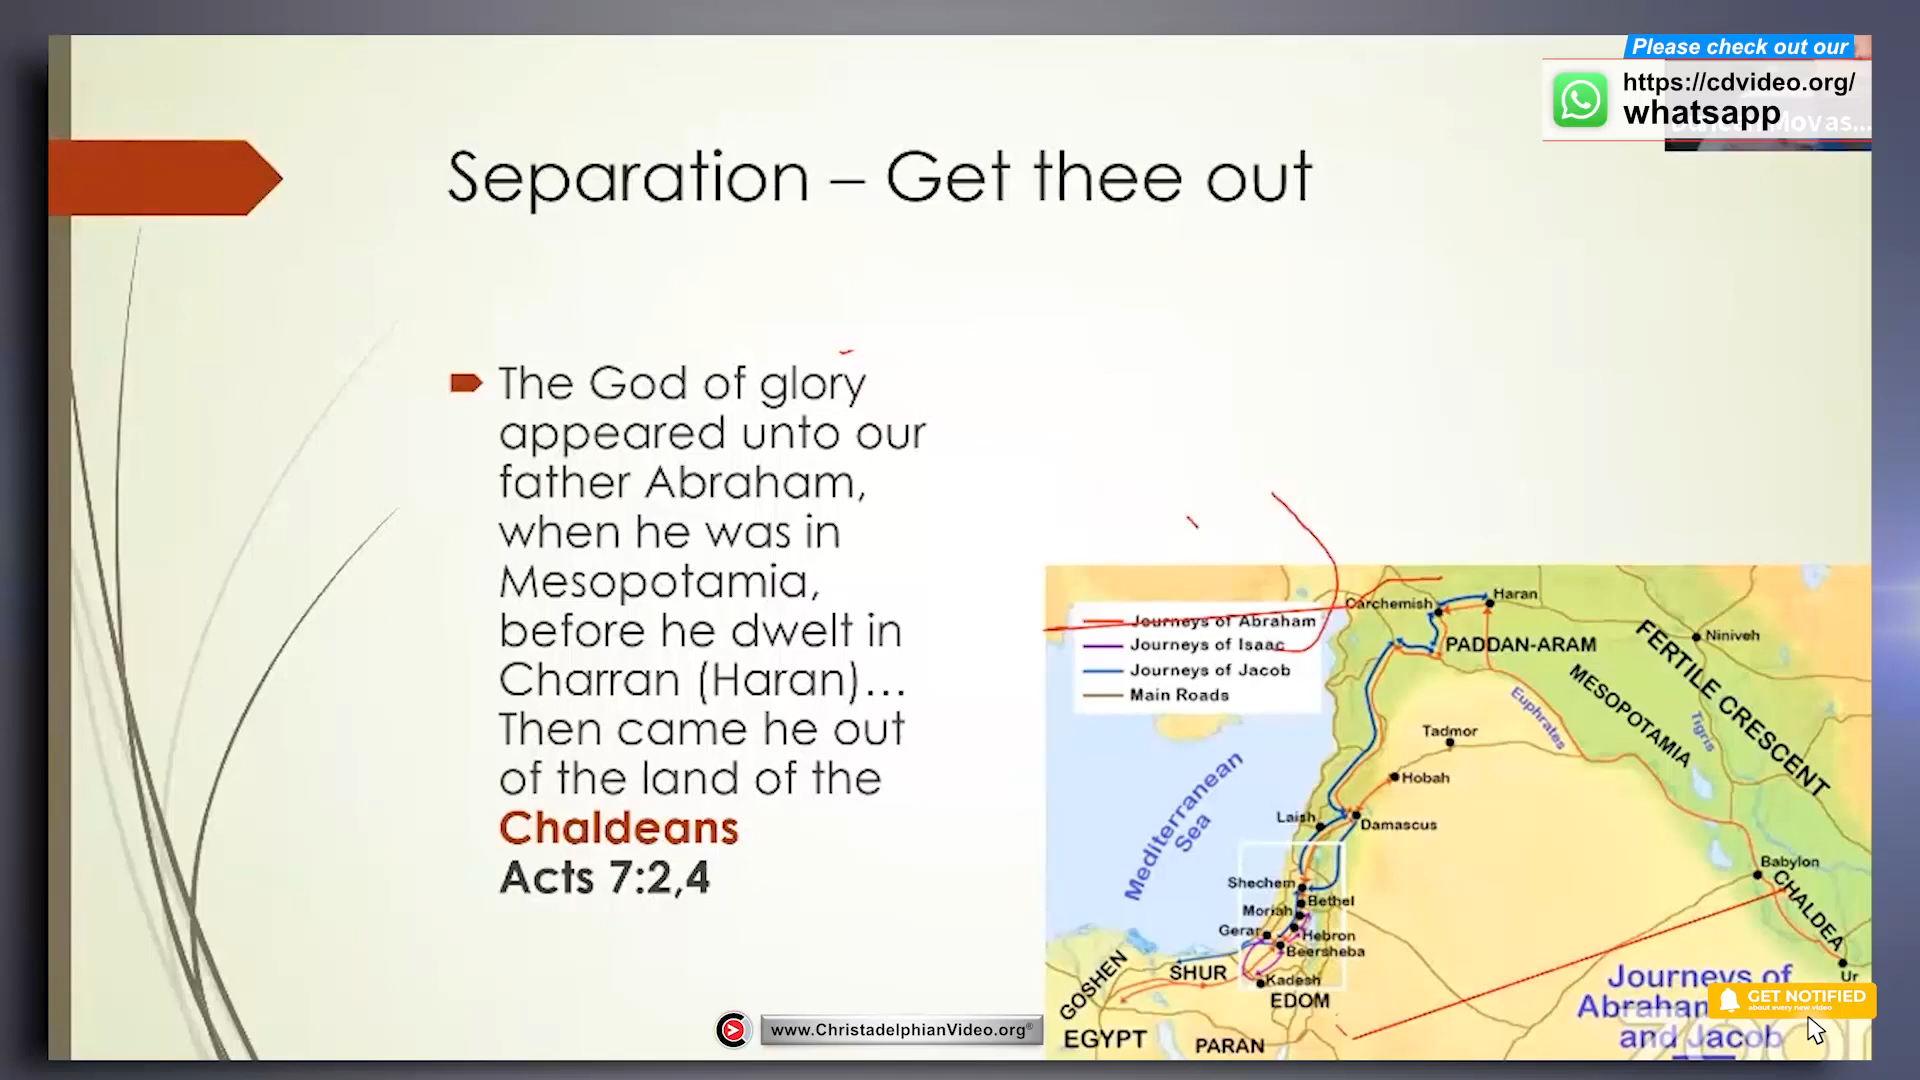 Please check out our
https://cdvideo.org/
whatsapp
Separation – Get thee out
The God of glory
appeared unto our
father Abraham,
when he was in
Mesopotamia,
before he dwelt in
Charran (Haran)…
Then came he out
of the land of the
Chaldeans
Acts 7:2,4
Journeys of Abraham
Journeys of Isaac
Journeys of Jacob
Main Roads
Carchemish
Haran
PADDAN-ARAM
Niniveh
FERTILE CRESCENT
MESOPOTAMIA
Euphrates
Tigris
Tadmor
Hobah
Mediterranean
Sea
Laish
Damascus
Babylon
CHALDEA
Shechem
Bethel
Moriah
Gerar
Hebron
Beersheba
Kadesh
SHUR
GOSHEN
EDOM
Ur
EGYPT
PARAN
Journeys of
Abraham
and Jacob
GET NOTIFIED
about every new video
www.ChristadelphianVideo.org®